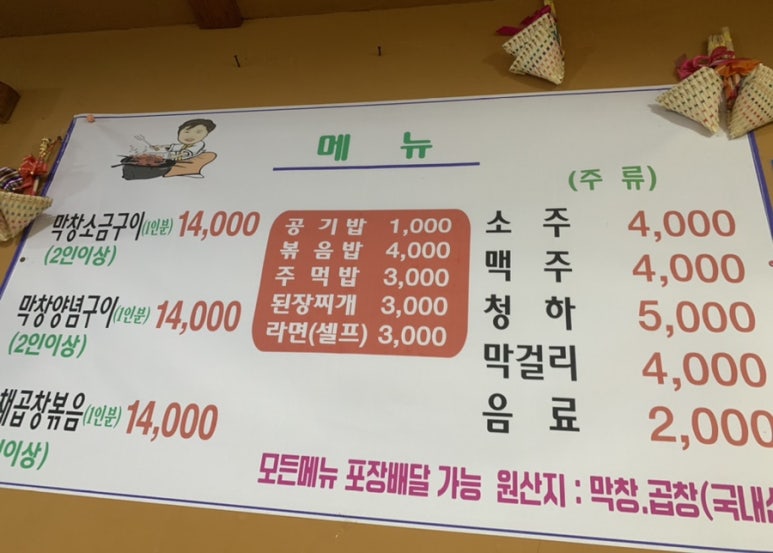 메 뉴
막창소금구이(1인분) 14,000
(2인이상)
막창양념구이(1인분) 14,000
(2인이상)
채곱창볶음(1인분) 14,000
인이상)
공 기 밥 1,000
볶 음 밥 4,000
주 먹 밥 3,000
된장찌개 3,000
라면(셀프) 3,000
(주 류)
소 주 4,000
맥 주 4,000
청 하 5,000
막걸리 4,000
음 료 2,000
모든메뉴 포장배달 가능 원산지 : 막창.곱창(국내산